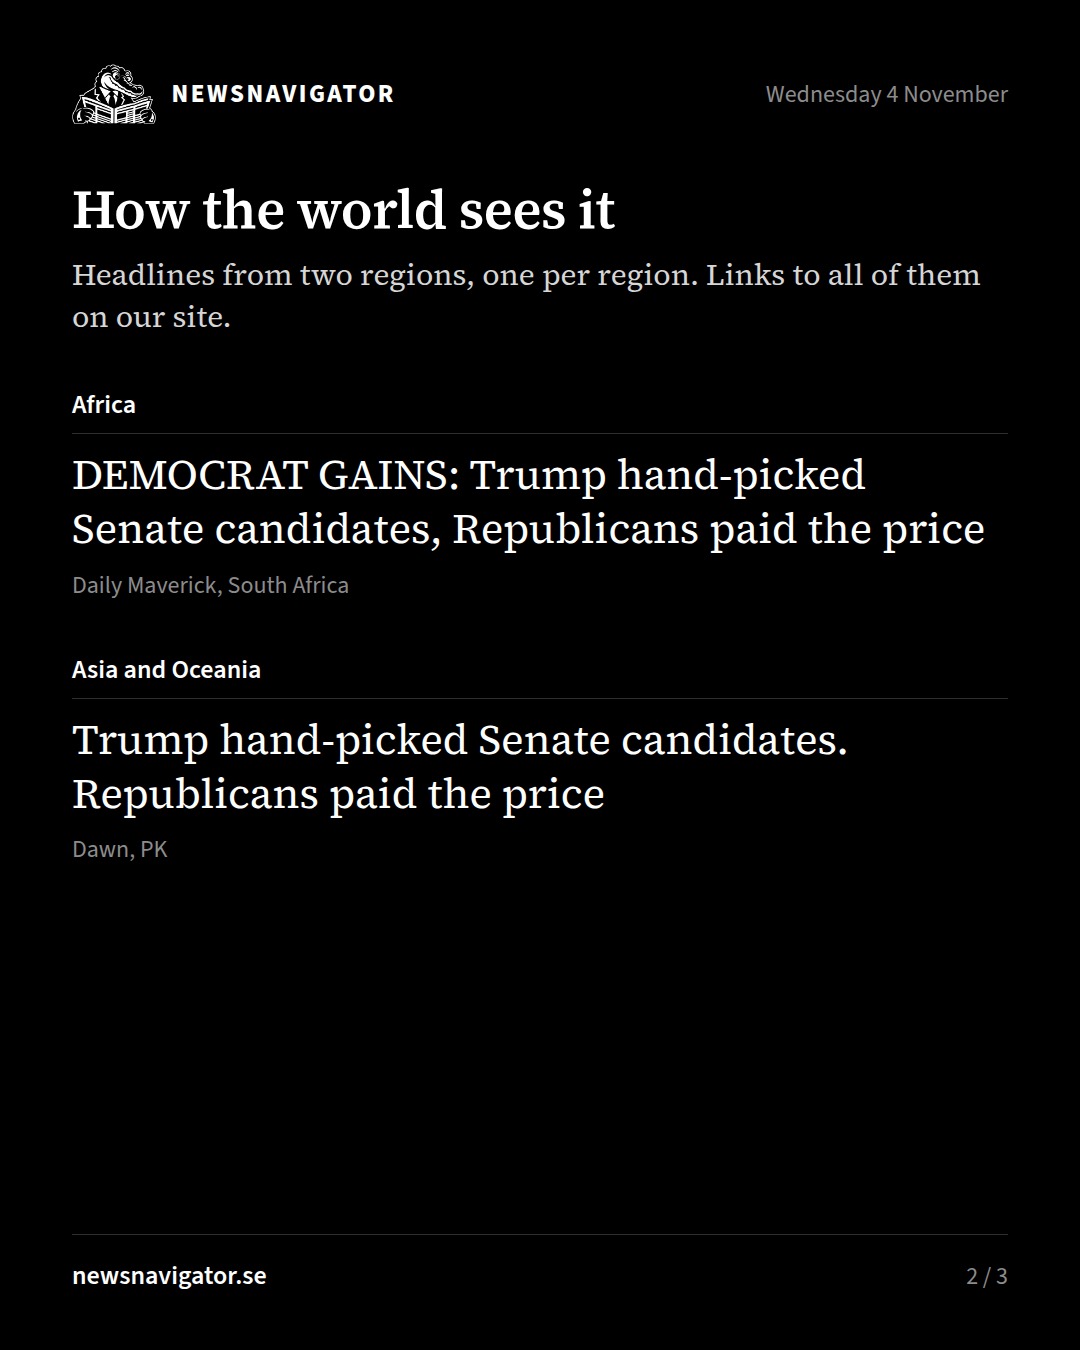 NEWSNAVIGATOR
Wednesday 4 November
How the world sees it
Headlines from two regions, one per region. Links to all of them
on our site.
Africa
DEMOCRAT GAINS: Trump hand-picked
Senate candidates, Republicans paid the price
Daily Maverick, South Africa
Asia and Oceania
Trump hand-picked Senate candidates.
Republicans paid the price
Dawn, PK
newsnavigator.se
2 / 3